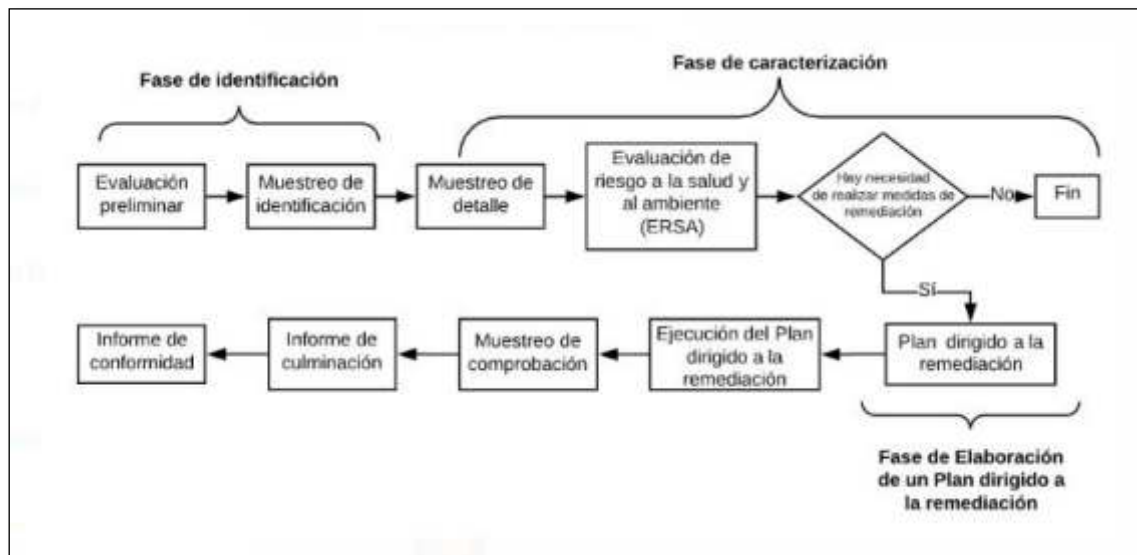 Fase de identificación
Fase de caracterización
Evaluación
preliminar
Muestreo de
identificación
Muestreo de
detalle
Evaluación de
riesgo a la salud y
al ambiente
(ERSA)
Hay necesidad
de realizar medidas de
remediación
No
Fin
Sí
Informe de
conformidad
Informe de
culminación
Muestreo de
comprobación
Ejecución del Plan
dirigido a la
remediación
Plan dirigido a la
remediación
Fase de Elaboración
de un Plan dirigido a
la remediación